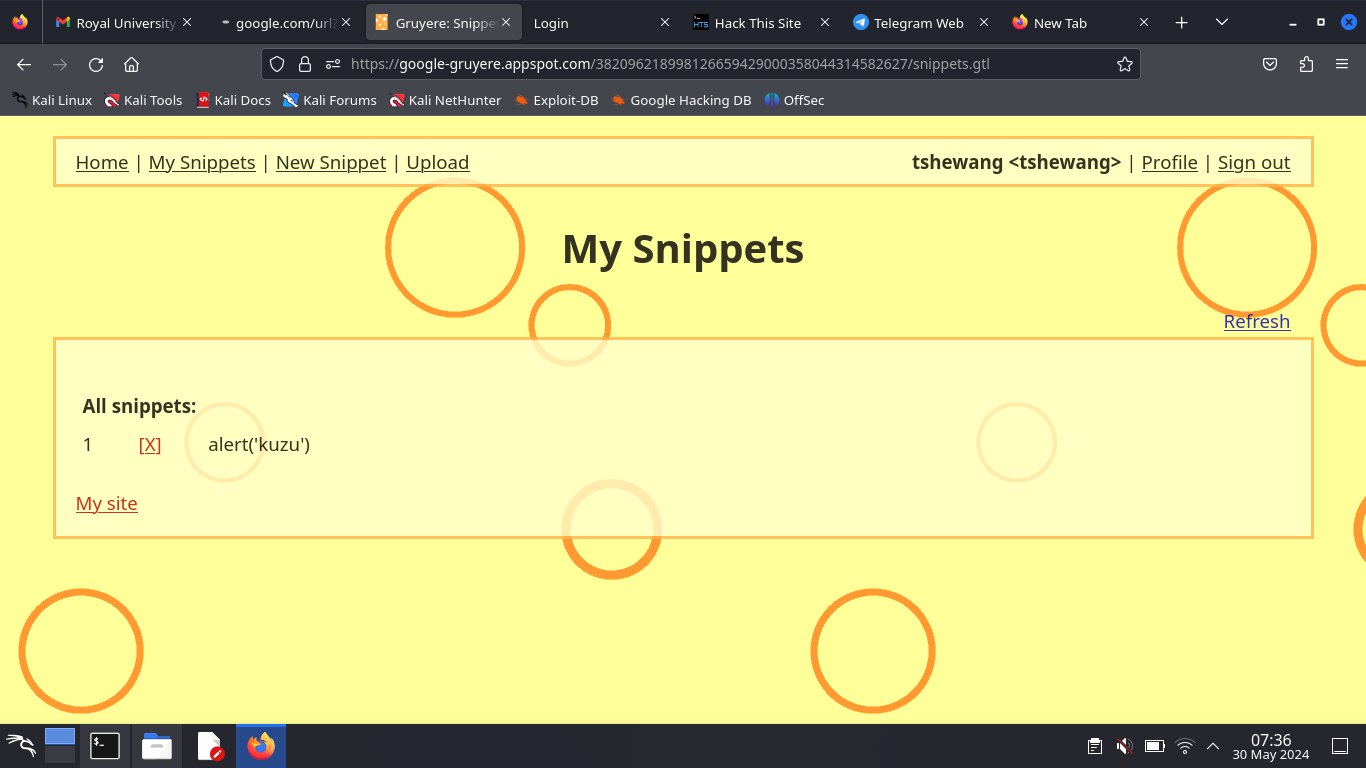 Royal University
google.com/url?
Gruyere: Snippe
Login
Hack This Site
Telegram Web
New Tab
https://google-gruyere.appspot.com/382096218998126659429000358044314582627/snippets.gtl
Kali Linux
Kali Tools
Kali Docs
Kali Forums
Kali NetHunter
Exploit-DB
Google Hacking DB
OffSec
Home | My Snippets | New Snippet | Upload
tshewang <tshewang> | Profile | Sign out
My Snippets
Refresh
All snippets:
1 [X] alert('kuzu')
My site
07:36
30 May 2024